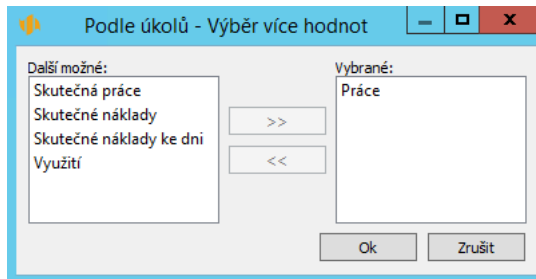 Podle úkolů - Výběr více hodnot
Další možné:
Skutečná práce
Skutečné náklady
Skutečné náklady ke dni
Využití
>>
<<
Vybrané:
Práce
Ok
Zrušit